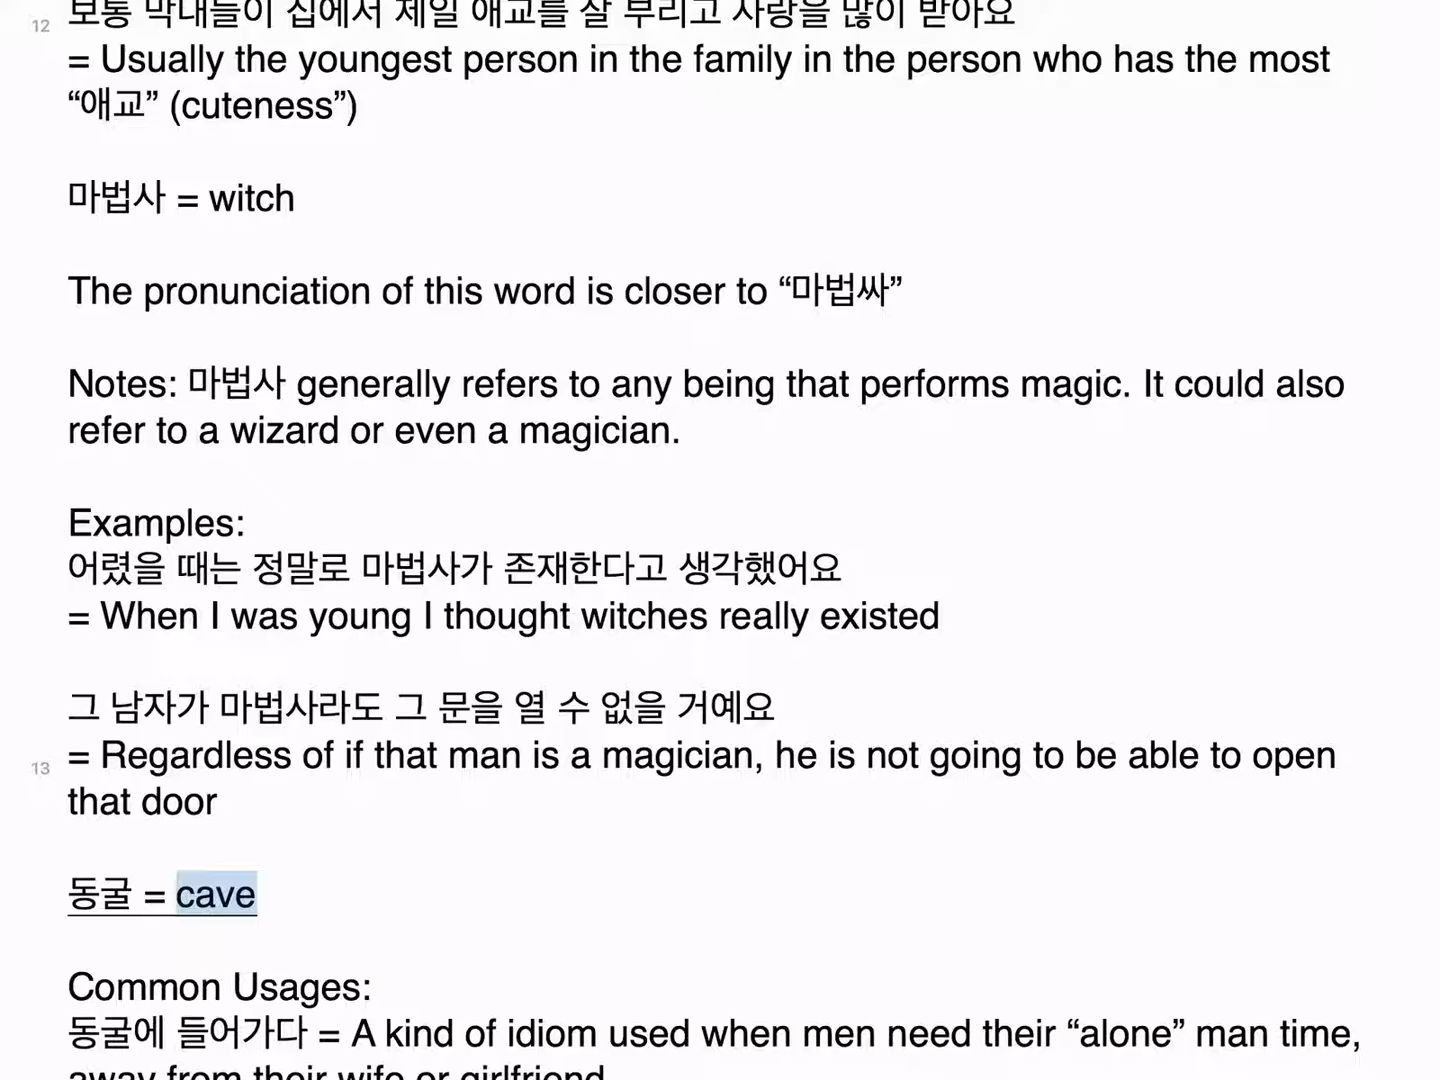 12
보통 막내들이 집에서 제일 애교를 잘 부리고 사랑을 많이 받아요
= Usually the youngest person in the family in the person who has the most
“애교” (cuteness”)
마법사 = witch
The pronunciation of this word is closer to “마법싸”
Notes: 마법사 generally refers to any being that performs magic. It could also
refer to a wizard or even a magician.
Examples:
어렸을 때는 정말로 마법사가 존재한다고 생각했어요
= When I was young I thought witches really existed
그 남자가 마법사라도 그 문을 열 수 없을 거예요
13
= Regardless of if that man is a magician, he is not going to be able to open
that door
동굴 = cave
Common Usages:
동굴에 들어가다 = A kind of idiom used when men need their “alone” man time,
away from their wife or girlfriend